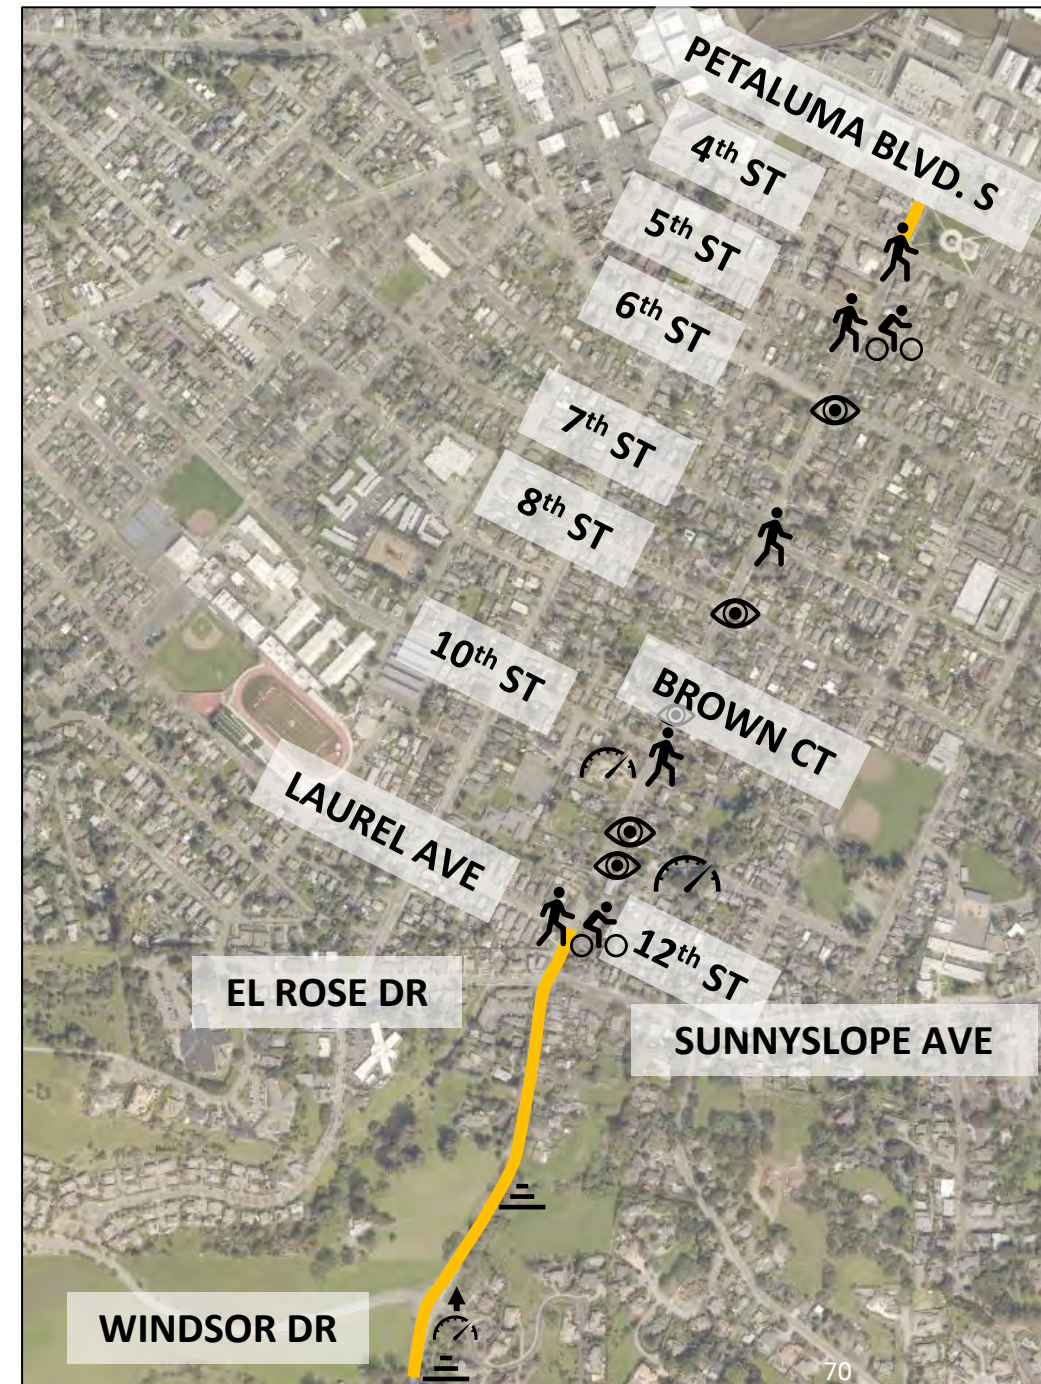 PETALUMA BLVD. S
4th ST
5th ST
6th ST
7th ST
8th ST
10th ST
BROWN CT
LAUREL AVE
12th ST
EL ROSE DR
SUNNYSLOPE AVE
WINDSOR DR
70